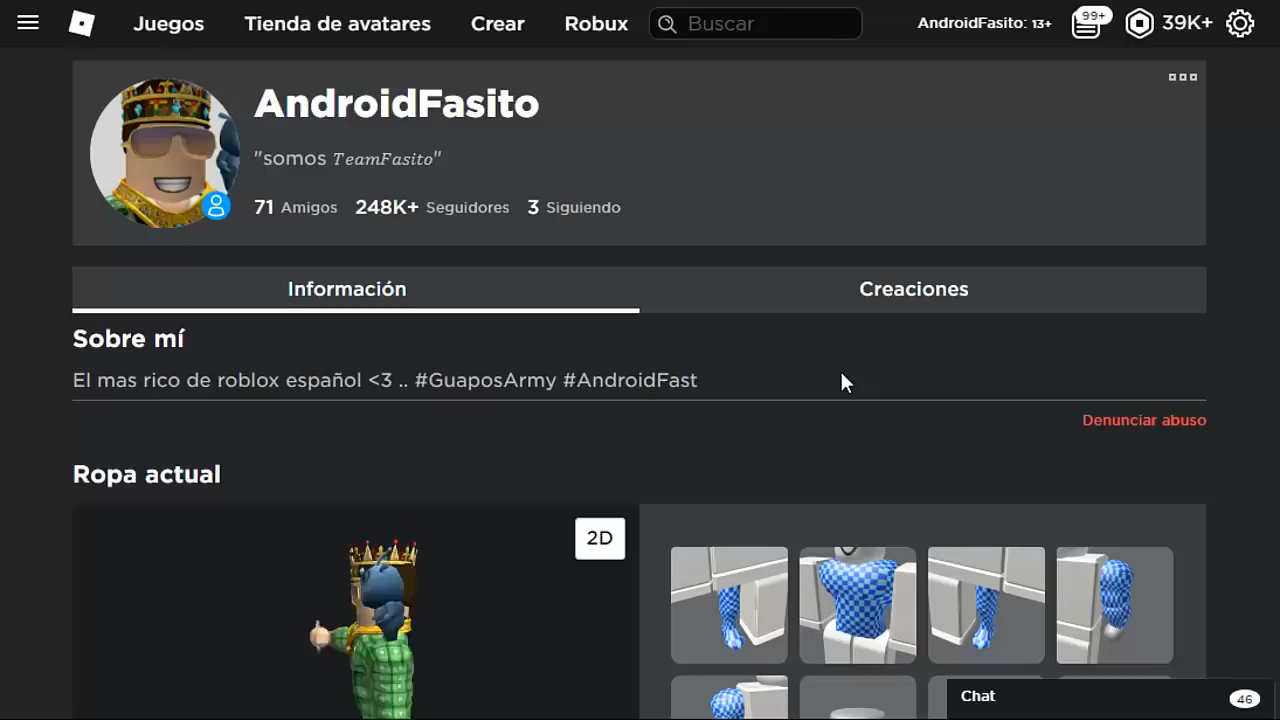 Juegos Tienda de avatares Crear Robux Buscar AndroidFasito: 13+ 99+ 39K+
AndroidFasito
"somos 𝑇𝑒𝑎𝑚𝐹𝑎𝑠𝑖𝑡𝑜"
71 Amigos 248K+ Seguidores 3 Siguiendo
Información Creaciones
Sobre mí
El mas rico de roblox español <3 .. #GuaposArmy #AndroidFast
Denunciar abuso
Ropa actual
2D
Chat 46